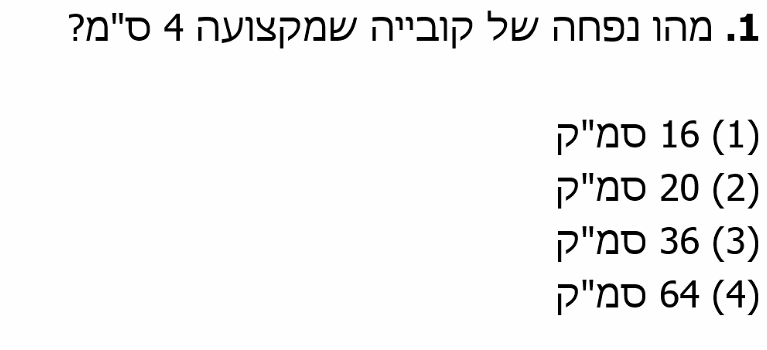 1. מהו נפחה של קובייה שמקצועה 4 ס"מ?
(1) 16 סמ"ק
(2) 20 סמ"ק
(3) 36 סמ"ק
(4) 64 סמ"ק